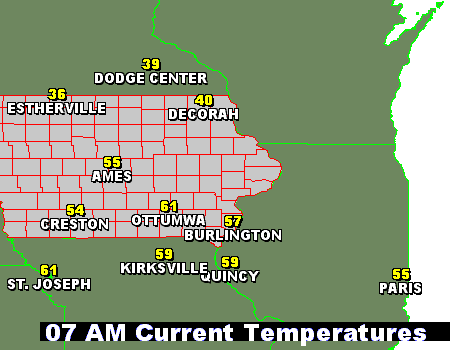 39
DODGE CENTER
36
ESTHERVILLE
40
DECORAH
55
AMES
54
CRESTON
61
OTTUMWA
57
BURLINGTON
59
KIRKSVILLE
59
QUINCY
61
ST. JOSEPH
55
PARIS
07 AM Current Temperatures